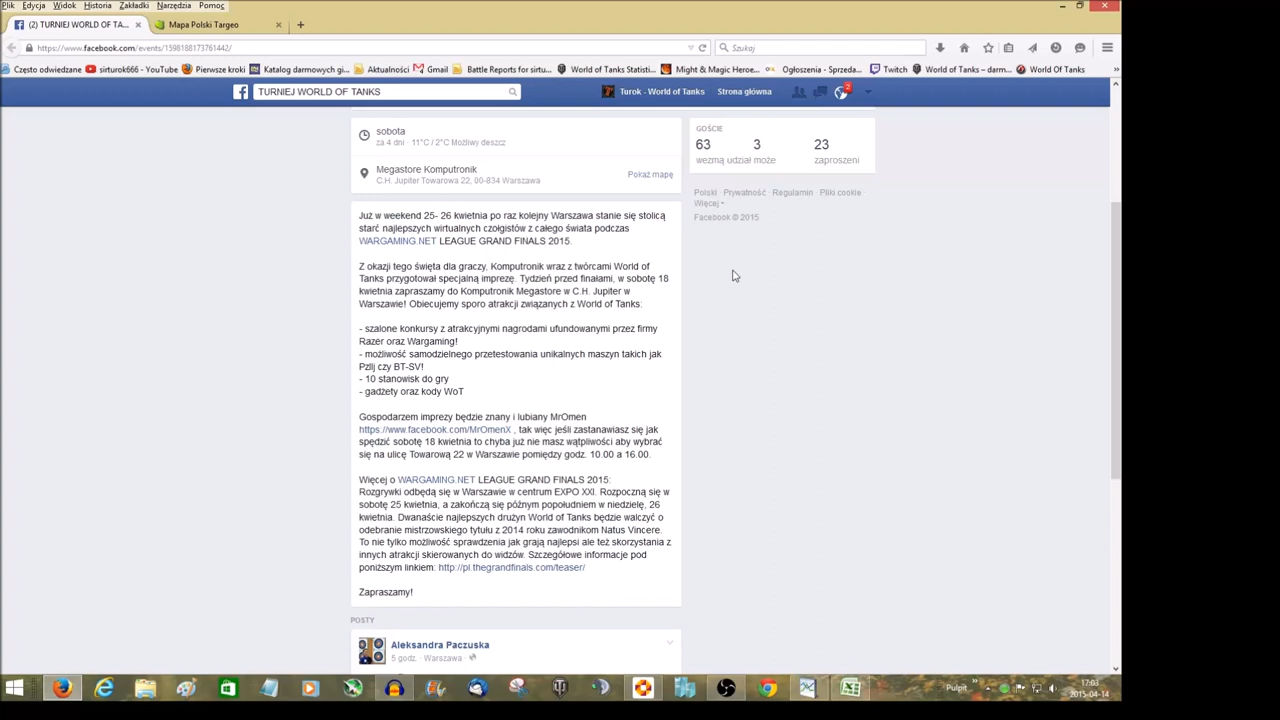 Plik Edycja Widok Historia Zakładki Narzędzia Pomoc
(2) TURNIEJ WORLD OF TA... × Mapa Polski Targeo × +
https://www.facebook.com/events/1598188173761442/ Szukaj
Często odwiedzane sirturok666 - YouTube Pierwsze kroki Katalog darmowych gi... Aktualności Gmail Battle Reports for sirtu... World of Tanks Statisti... Might & Magic Heroe... Ogłoszenia - Sprzeda... Twitch World of Tanks – darm... World Of Tanks »
TURNIEJ WORLD OF TANKS Turok - World of Tanks Strona główna 2
sobota
za 4 dni · 11°C / 2°C Możliwy deszcz
Megastore Komputronik
C.H. Jupiter Towarowa 22, 00-834 Warszawa
Pokaż mapę
Już w weekend 25- 26 kwietnia po raz kolejny Warszawa stanie się stolicą
starć najlepszych wirtualnych czołgistów z całego świata podczas
WARGAMING.NET LEAGUE GRAND FINALS 2015.
Z okazji tego święta dla graczy, Komputronik wraz z twórcami World of
Tanks przygotował specjalną imprezę. Tydzień przed finałami, w sobotę 18
kwietnia zapraszamy do Komputronik Megastore w C.H. Jupiter w
Warszawie! Obiecujemy sporo atrakcji związanych z World of Tanks:
- szalone konkursy z atrakcyjnymi nagrodami ufundowanymi przez firmy
Razer oraz Wargaming!
- możliwość samodzielnego przetestowania unikalnych maszyn takich jak
PzIIj czy BT-SV!
- 10 stanowisk do gry
- gadżety oraz kody WoT
Gospodarzem imprezy będzie znany i lubiany MrOmen
https://www.facebook.com/MrOmenX , tak więc jeśli zastanawiasz się jak
spędzić sobotę 18 kwietnia to chyba już nie masz wątpliwości aby wybrać
się na ulicę Towarową 22 w Warszawie pomiędzy godz. 10.00 a 16.00.
Więcej o WARGAMING.NET LEAGUE GRAND FINALS 2015:
Rozgrywki odbędą się w Warszawie w centrum EXPO XXI. Rozpoczną się w
sobotę 25 kwietnia, a zakończą się późnym popołudniem w niedzielę, 26
kwietnia. Dwanaście najlepszych drużyn World of Tanks będzie walczyć o
odebranie mistrzowskiego tytułu z 2014 roku zawodnikom Natus Vincere.
To nie tylko możliwość sprawdzenia jak grają najlepsi ale też skorzystania z
innych atrakcji skierowanych do widzów. Szczegółowe informacje pod
poniższym linkiem: http://pl.thegrandfinals.com/teaser/
Zapraszamy!
POSTY
Aleksandra Paczuska
5 godz. · Warszawa ·
GOŚCIE
63 3 23
wezmą udział może zaproszeni
Polski Prywatność Regulamin Pliki cookie
Więcej
Facebook © 2015
Pulpit » 17:03
2015-04-14